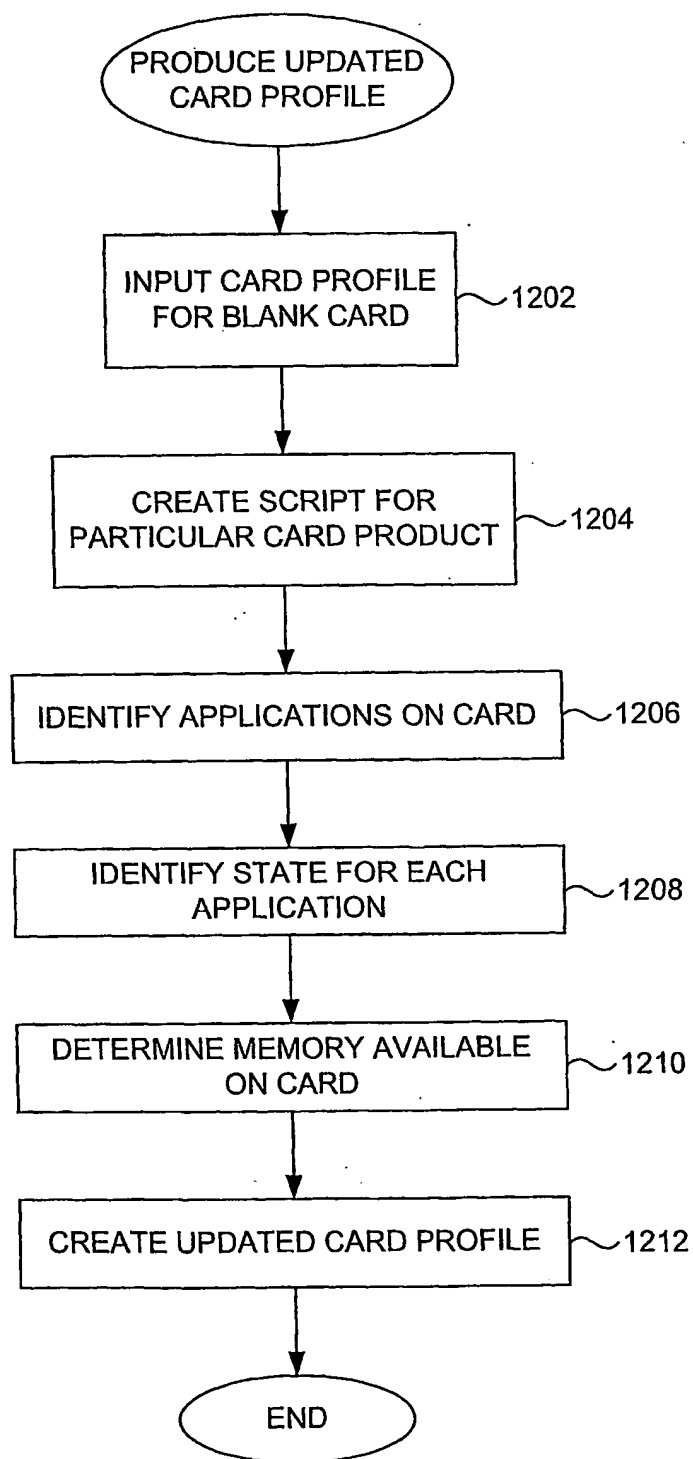 PRODUCE UPDATED
CARD PROFILE
INPUT CARD PROFILE
FOR BLANK CARD
1202
CREATE SCRIPT FOR
PARTICULAR CARD PRODUCT
1204
IDENTIFY APPLICATIONS ON CARD
1206
IDENTIFY STATE FOR EACH
APPLICATION
1208
DETERMINE MEMORY AVAILABLE
ON CARD
1210
CREATE UPDATED CARD PROFILE
1212
END